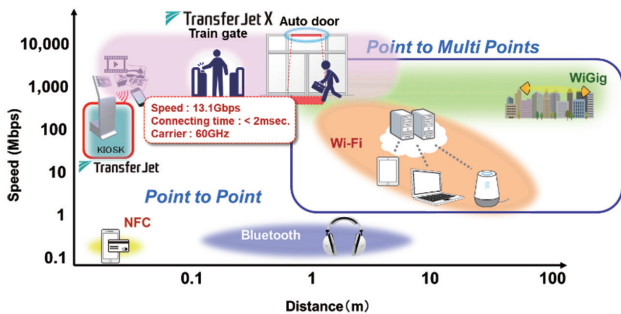 TransferJet X
Train gate
Auto door
Point to Multi Points
WiGig
Speed : 13.1Gbps
Connecting time : < 2msec.
Carrier : 60GHz
KIOSK
TransferJet
Wi-Fi
Point to Point
NFC
Bluetooth
Speed (Mbps)
10,000
1,000
100
10
1
0.1
0.1
1
10
100
Distance(m)